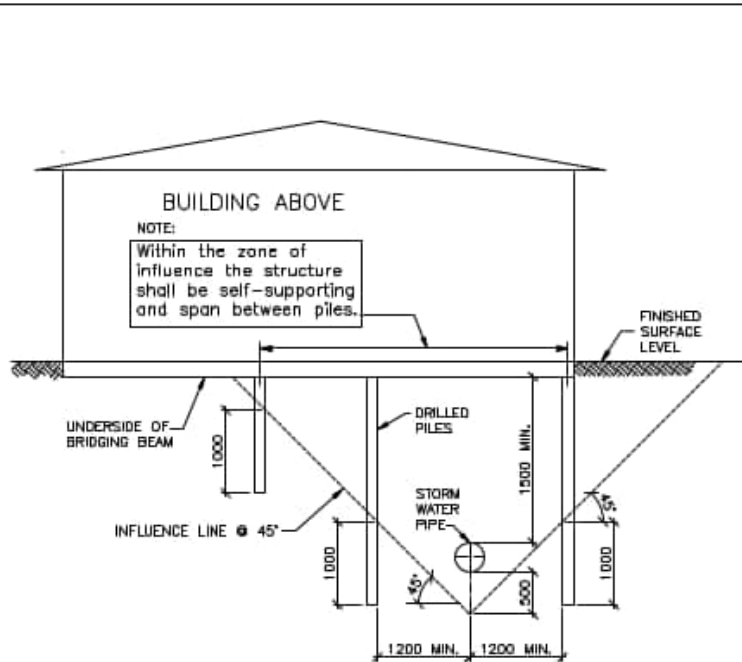 BUILDING ABOVE
NOTE:
Within the zone of
influence the structure
shall be self-supporting
and span between piles.
FINISHED
SURFACE
LEVEL
UNDERSIDE OF
BRIDGING BEAM
DRILLED
PILES
1000
1500 MIN.
STORM
WATER
PIPE
INFLUENCE LINE @ 45°
45°
1000
45°
500
1000
1200 MIN.
1200 MIN.